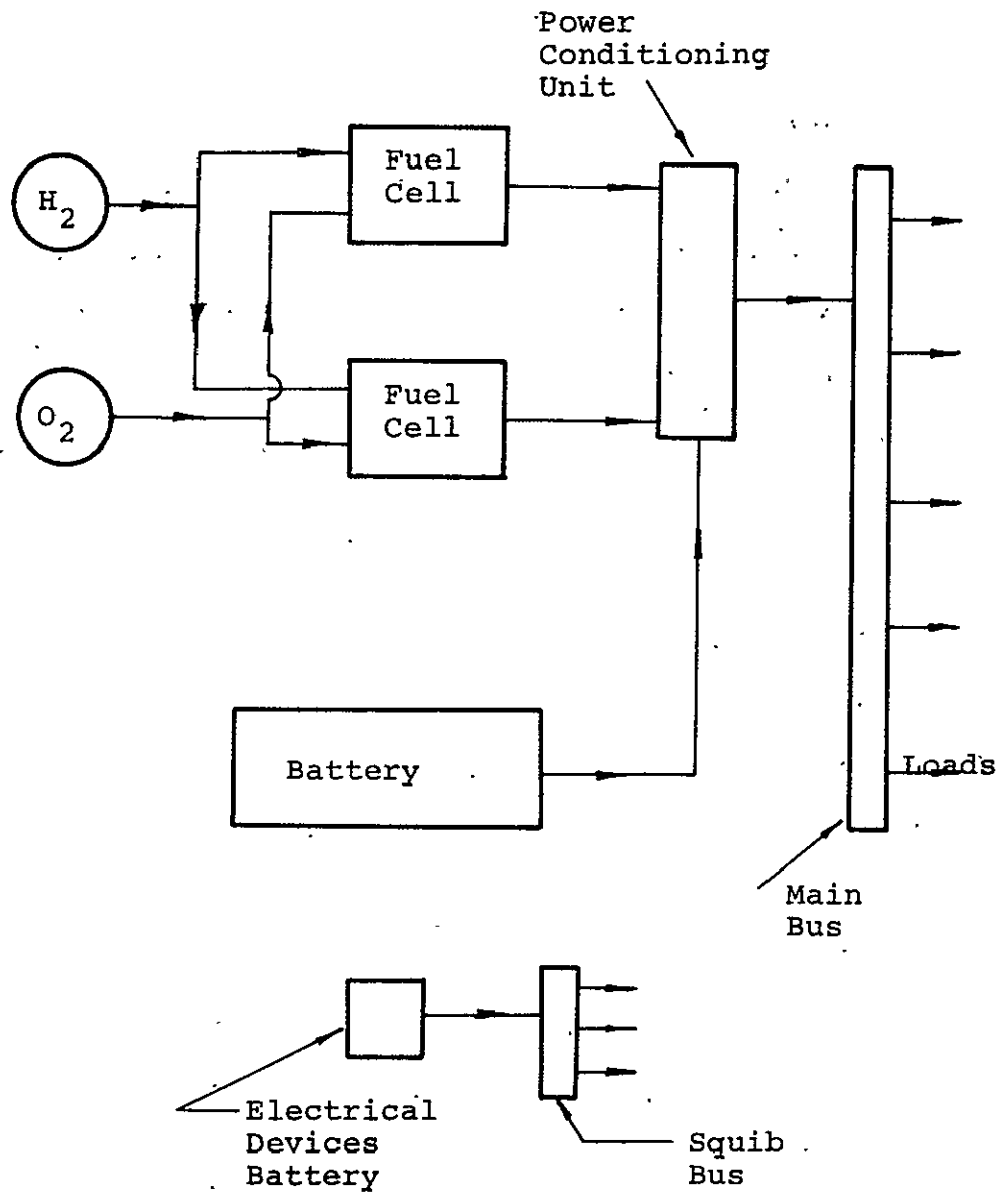 Power
Conditioning
Unit
Fuel
Cell
H2
Fuel
Cell
O2
Battery
Loads
Main
Bus
Electrical
Devices
Battery
Squib
Bus